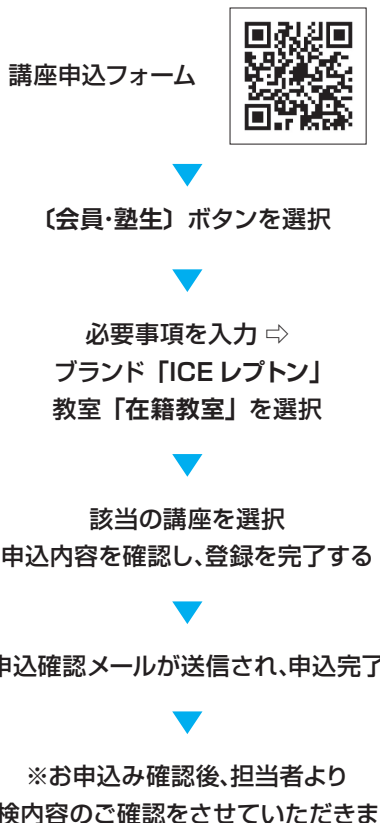 講座申込フォーム
〔会員・塾生〕ボタンを選択
必要事項を入力 ⇨
ブランド「ICE レプトン」
教室「在籍教室」を選択
該当の講座を選択
申込内容を確認し、登録を完了する
申込確認メールが送信され、申込完了
※お申込み確認後、担当者より
検内容のご確認をさせていただきま